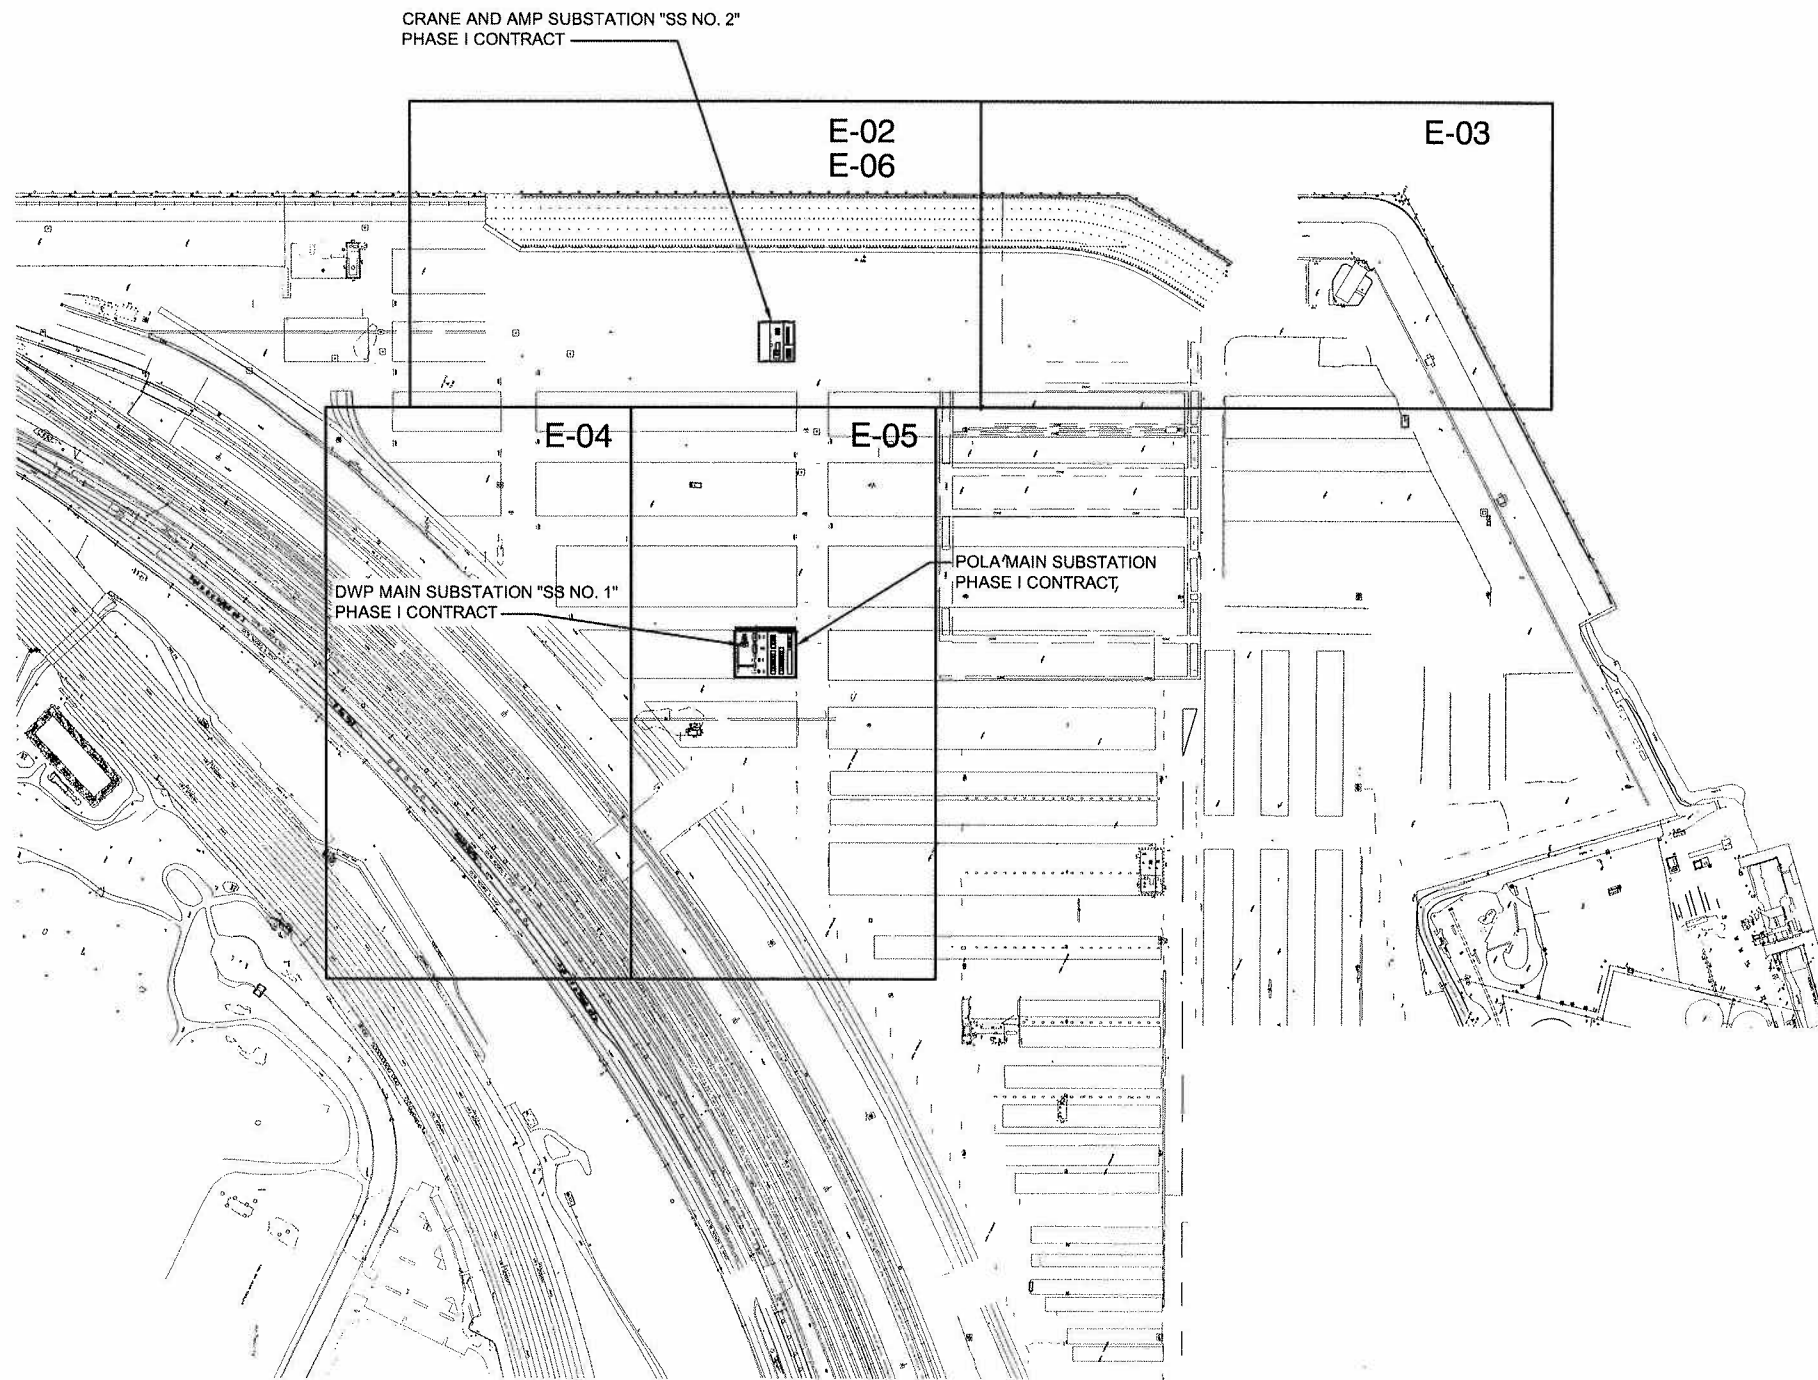 CRANE AND AMP SUBSTATION "SS NO. 2"
PHASE I CONTRACT
E-02
E-06
E-03
E-04
E-05
DWP MAIN SUBSTATION "SS NO. 1"
PHASE I CONTRACT
POLA MAIN SUBSTATION
PHASE I CONTRACT